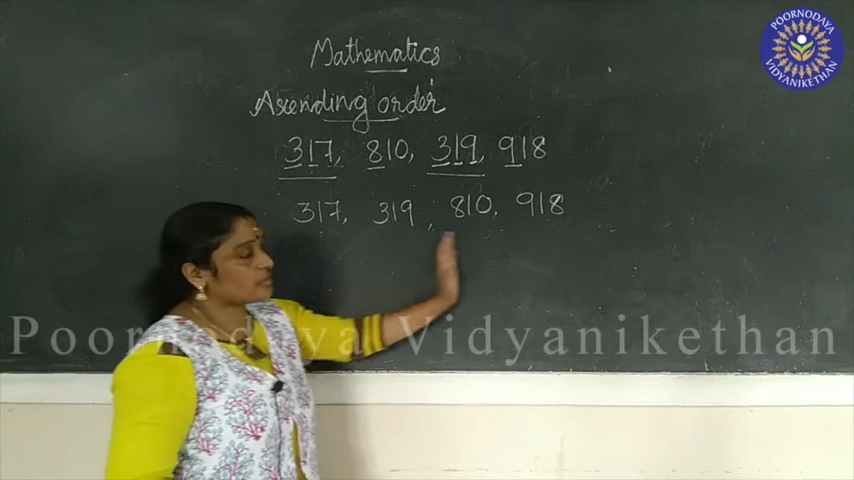 POORNODAYA
VIDYANIKETHAN
Mathematics
Ascending order
317, 810, 319, 918
317, 319, 810, 918
Poornodaya Vidyanikethan